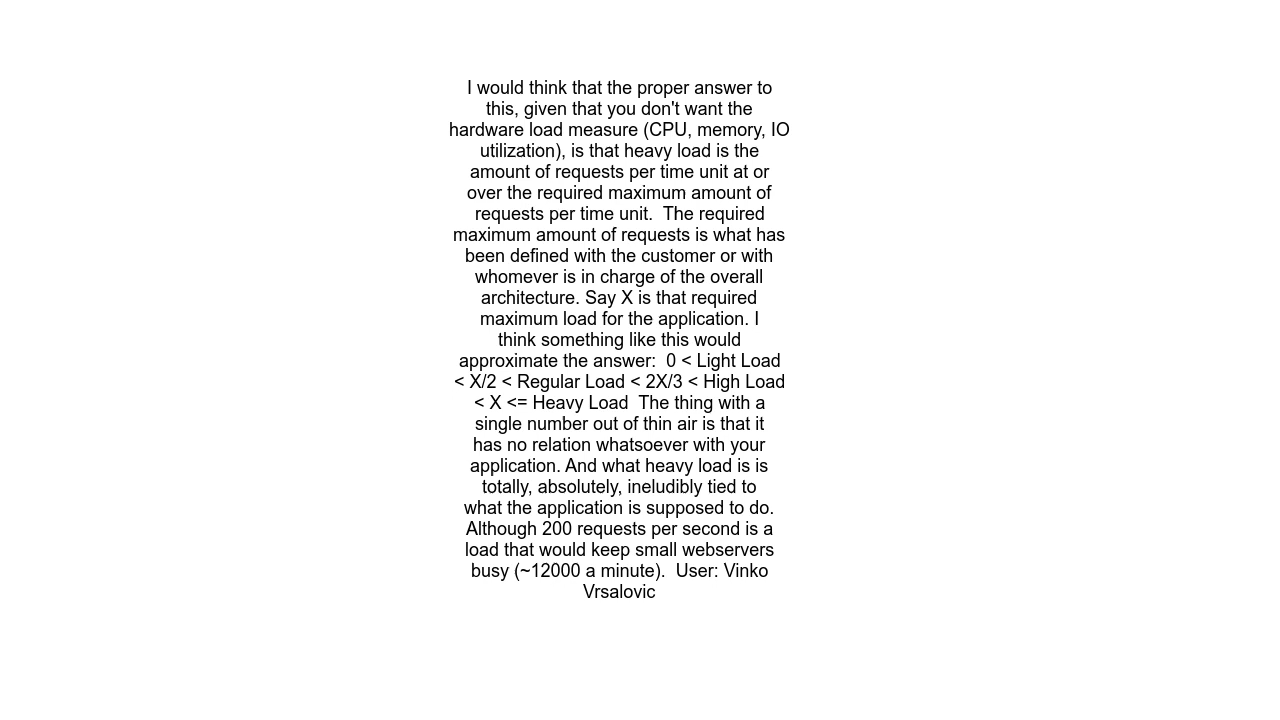 I would think that the proper answer to
this, given that you don't want the
hardware load measure (CPU, memory, IO
utilization), is that heavy load is the
amount of requests per time unit at or
over the required maximum amount of
requests per time unit.  The required
maximum amount of requests is what has
been defined with the customer or with
whomever is in charge of the overall
architecture. Say X is that required
maximum load for the application. I
think something like this would
approximate the answer:  0 < Light Load
< X/2 < Regular Load < 2X/3 < High Load
< X <= Heavy Load  The thing with a
single number out of thin air is that it
has no relation whatsoever with your
application. And what heavy load is is
totally, absolutely, ineludibly tied to
what the application is supposed to do.
Although 200 requests per second is a
load that would keep small webservers
busy (~12000 a minute).  User: Vinko
Vrsalovic